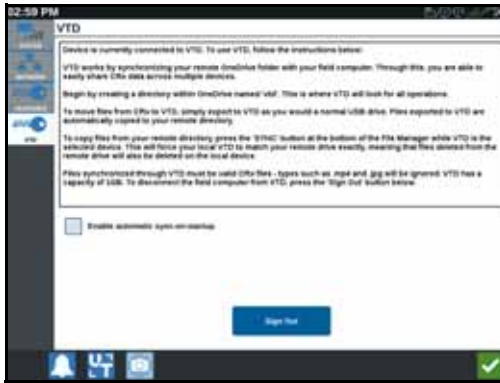 02:59 PM
VTD
Device is currently connected to VTD. To use VTD, follow the instructions below:
VTD works by synchronizing your remote OneDrive folder with your field computer. Through this, you are able to
easily share CRx data across multiple devices.
Begin by creating a directory within OneDrive named 'vtd'. This is where VTD will look for all operations.
To move files from CRx to VTD, simply export to VTD as you would a normal USB drive. Files exported to VTD are
automatically copied to your remote directory.
To copy files from your remote directory press the 'SYNC' button at the bottom of the File Manager while VTD is the
selected device. This will force your local VTD to match your remote drive exactly, meaning that files deleted from the
remote drive will also be deleted on the local device.
Files synchronized through VTD must be valid CRx files - types such as .mp4 and .jpg will be ignored. VTD has a
capacity of 1GB. To disconnect the field computer from VTD, press the 'Sign Out' button below.
Enable automatic sync-on-startup
Sign Out
UT